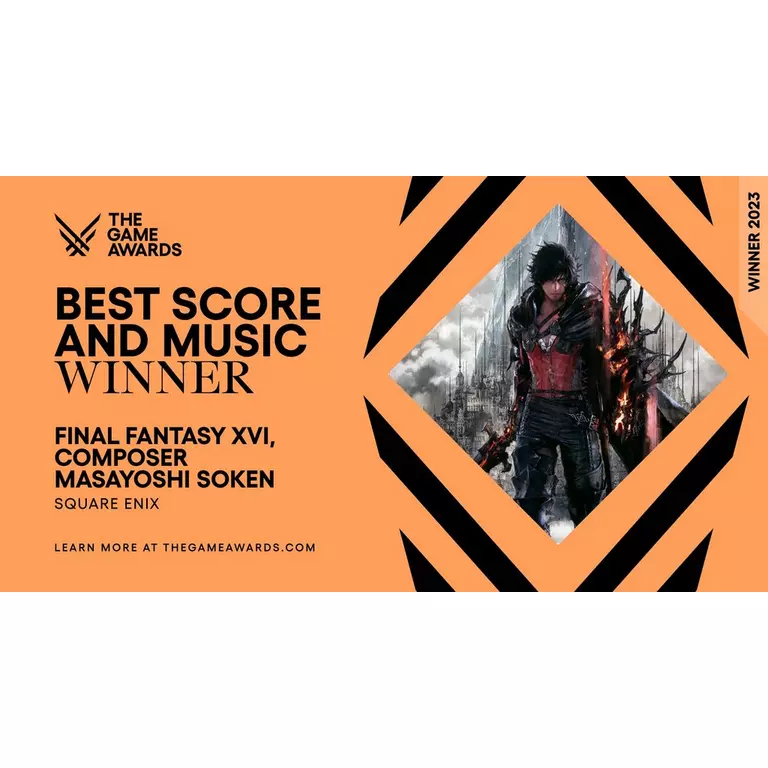 THE
GAME
AWARDS
BEST SCORE
AND MUSIC
WINNER
FINAL FANTASY XVI,
COMPOSER
MASAYOSHI SOKEN
SQUARE ENIX
LEARN MORE AT THEGAMEAWARDS.COM
WINNER 2023